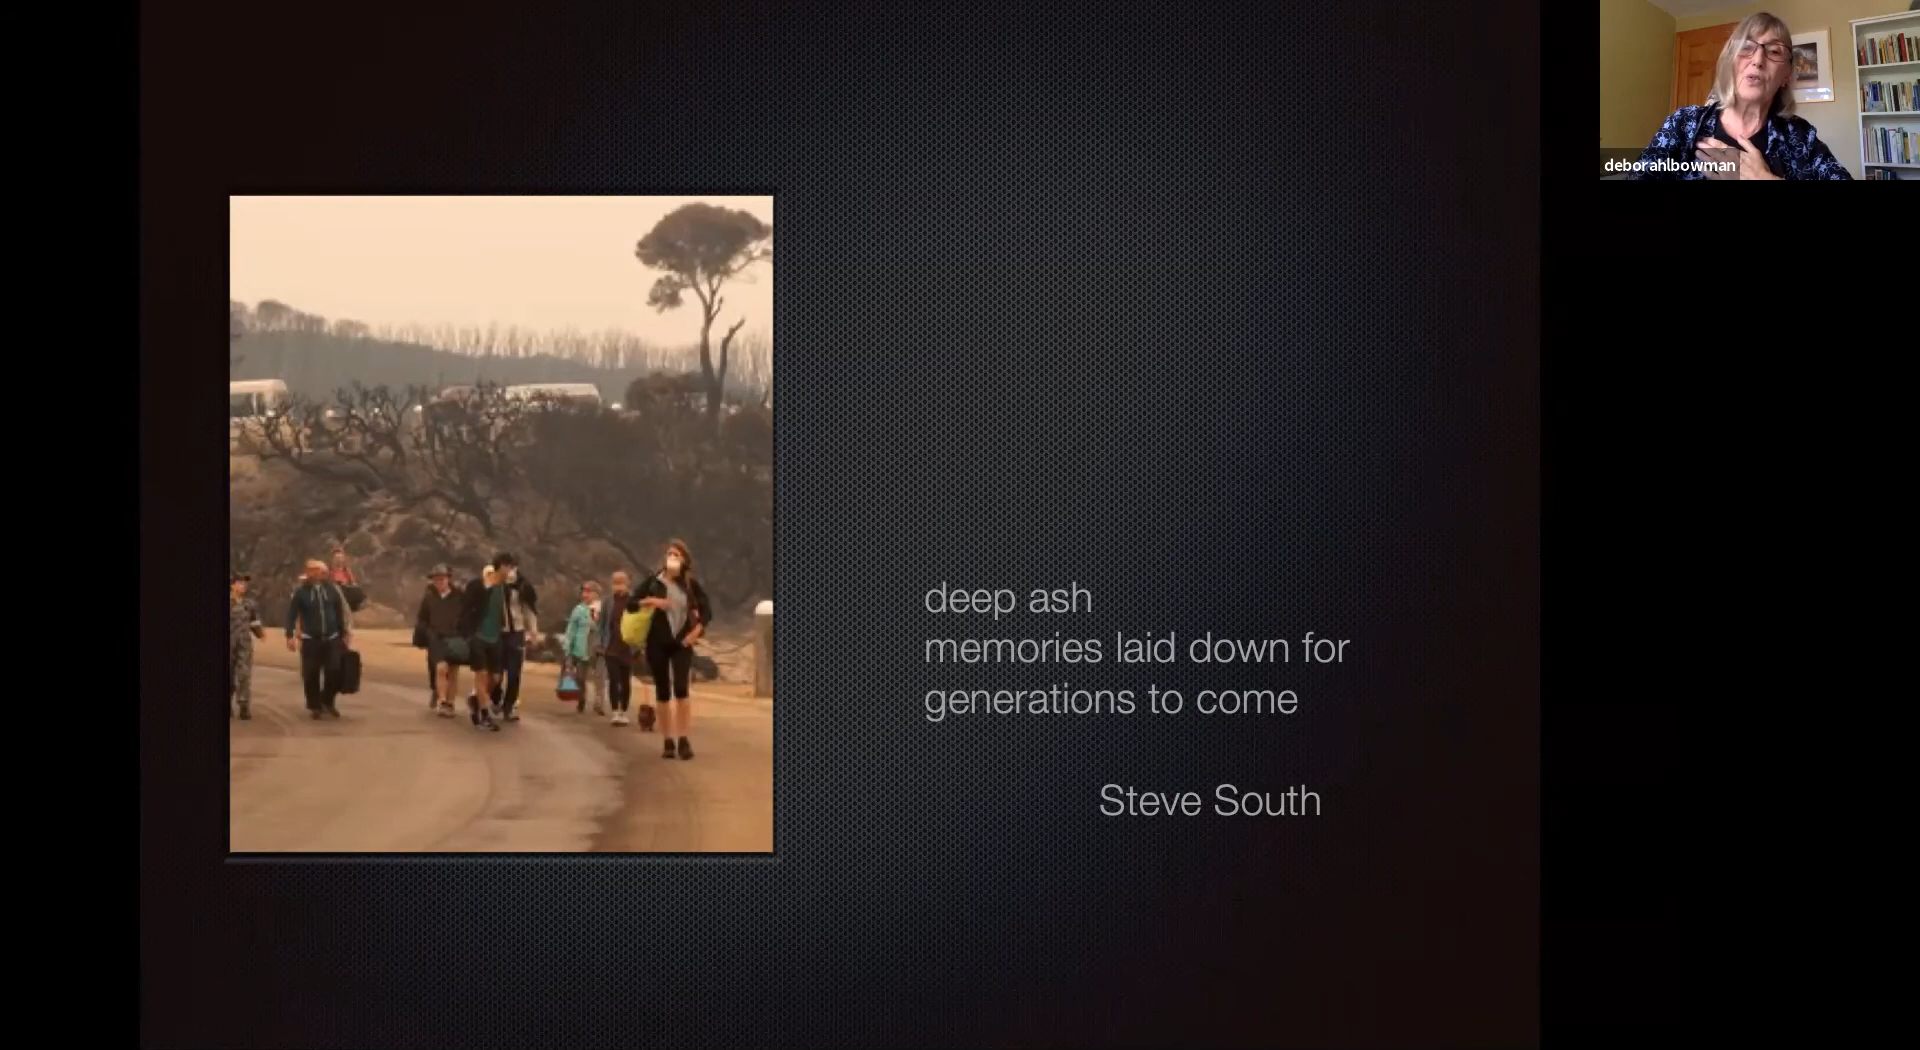 deborahlbowman
deep ash
memories laid down for
generations to come
Steve South